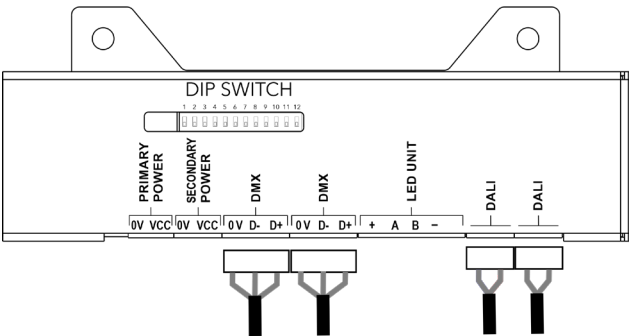 DIP SWITCH
1 2 3 4 5 6 7 8 9 10 11 12
PRIMARY
POWER
SECONDARY
POWER
DMX
DMX
LED UNIT
DALI
DALI
0V VCC 0V VCC 0V D- D+ 0V D- D+ + A B -